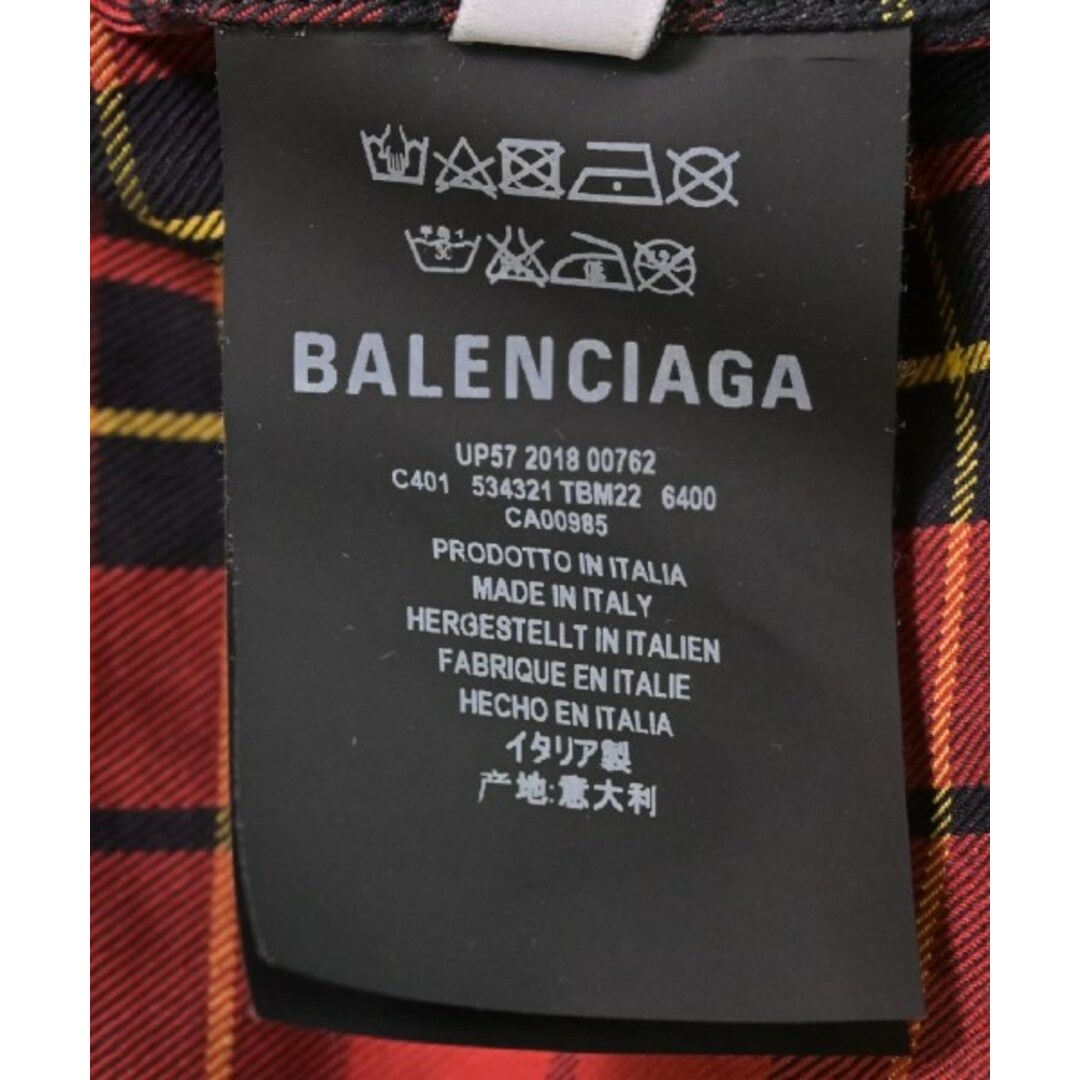 BALENCIAGA
UP57 2018 00762
C401 534321 TBM22 6400
CA00985
PRODOTTO IN ITALIA
MADE IN ITALY
HERGESTELLT IN ITALIEN
FABRIQUE EN ITALIE
HECHO EN ITALIA
イタリア製
产地:意大利